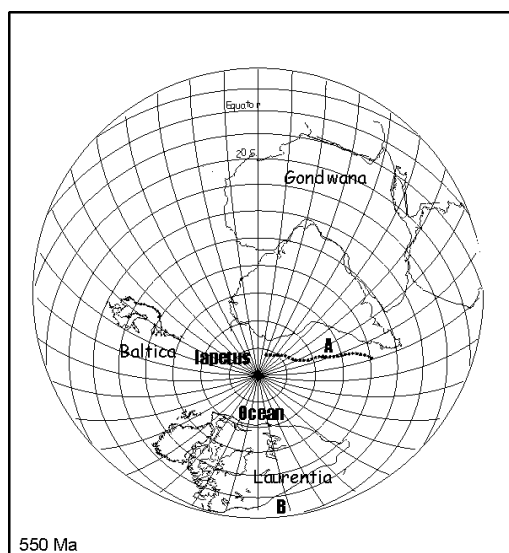 Equator
20 S
Gondwana
A
Baltica
Iapetus
Ocean
Laurentia
B
550 Ma